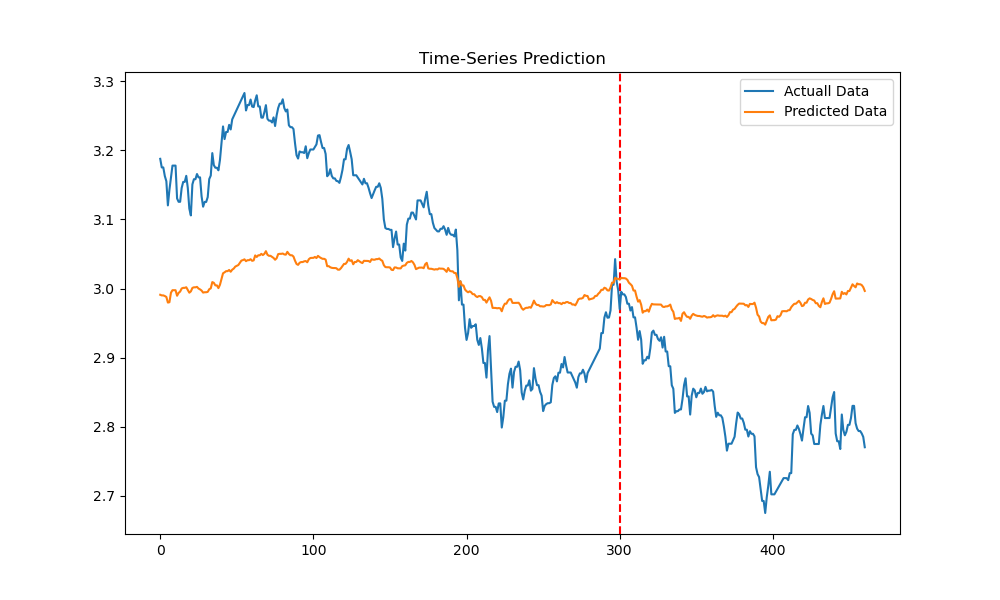 Time-Series Prediction
Actuall Data
Predicted Data
3.3
3.2
3.1
3.0
2.9
2.8
2.7
0 100 200 300 400